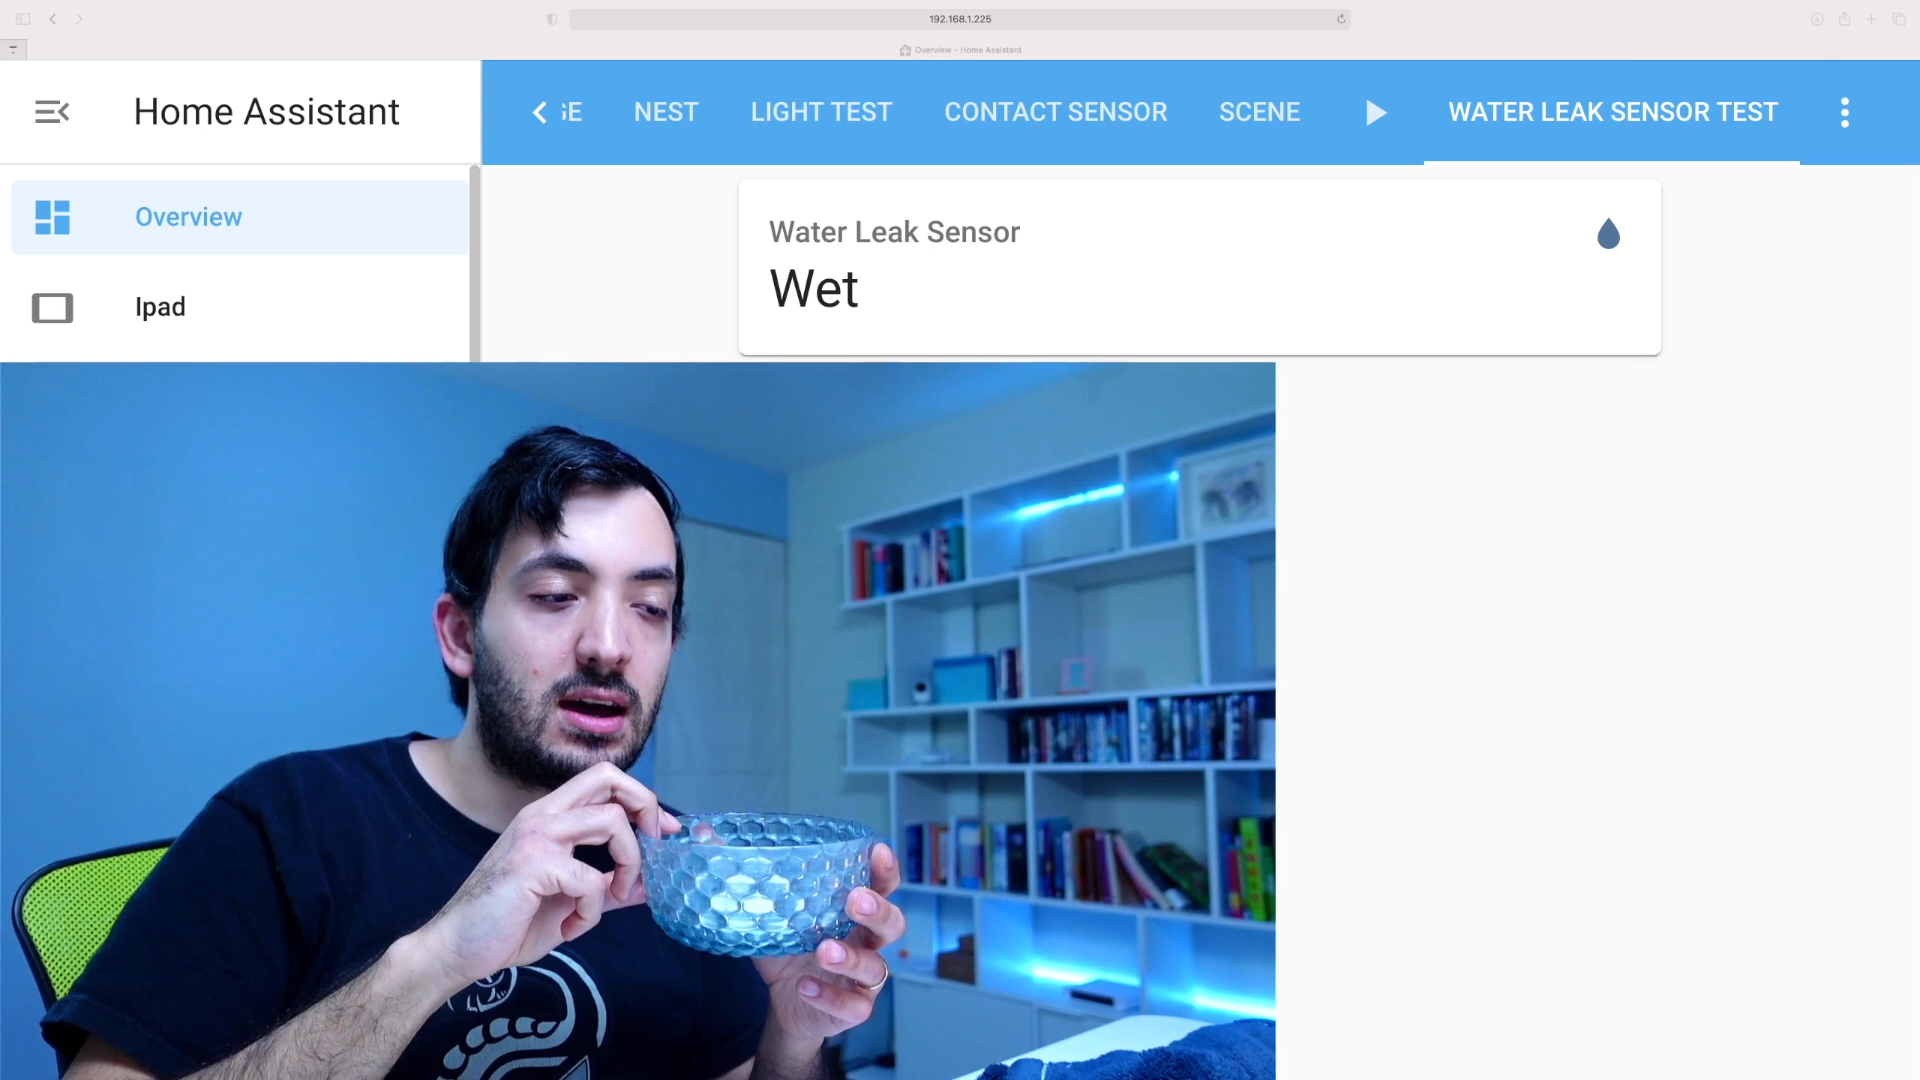 192.168.1.225
Overview – Home Assistant
Home Assistant
NEST
LIGHT TEST
CONTACT SENSOR
SCENE
WATER LEAK SENSOR TEST
Overview
Ipad
Water Leak Sensor
Wet